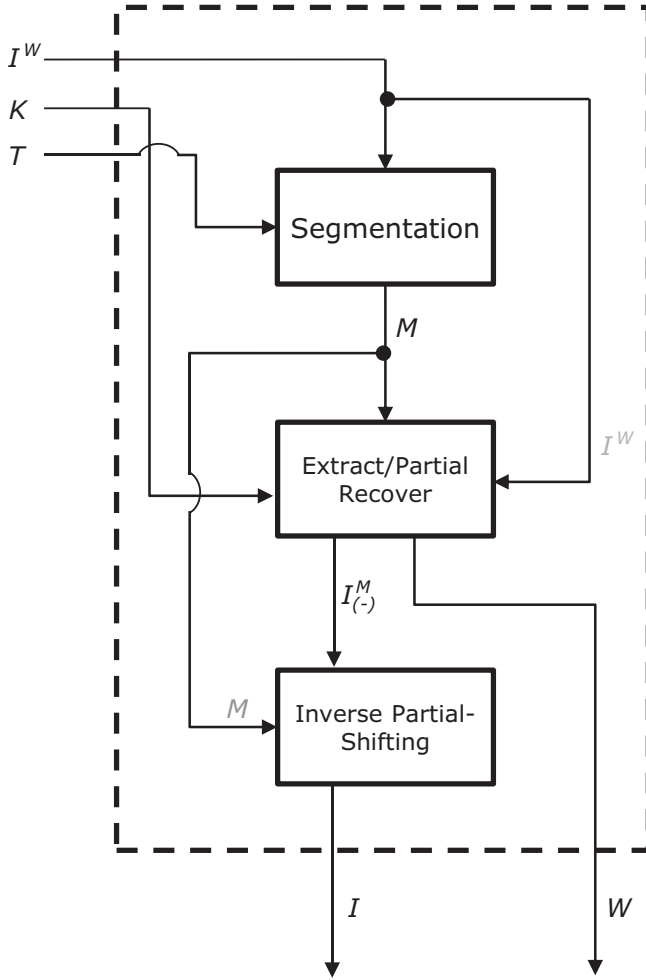 I^W
K
T
Segmentation
M
I^W
Extract/Partial
Recover
I^M_(-)
M
Inverse Partial-
Shifting
I
W